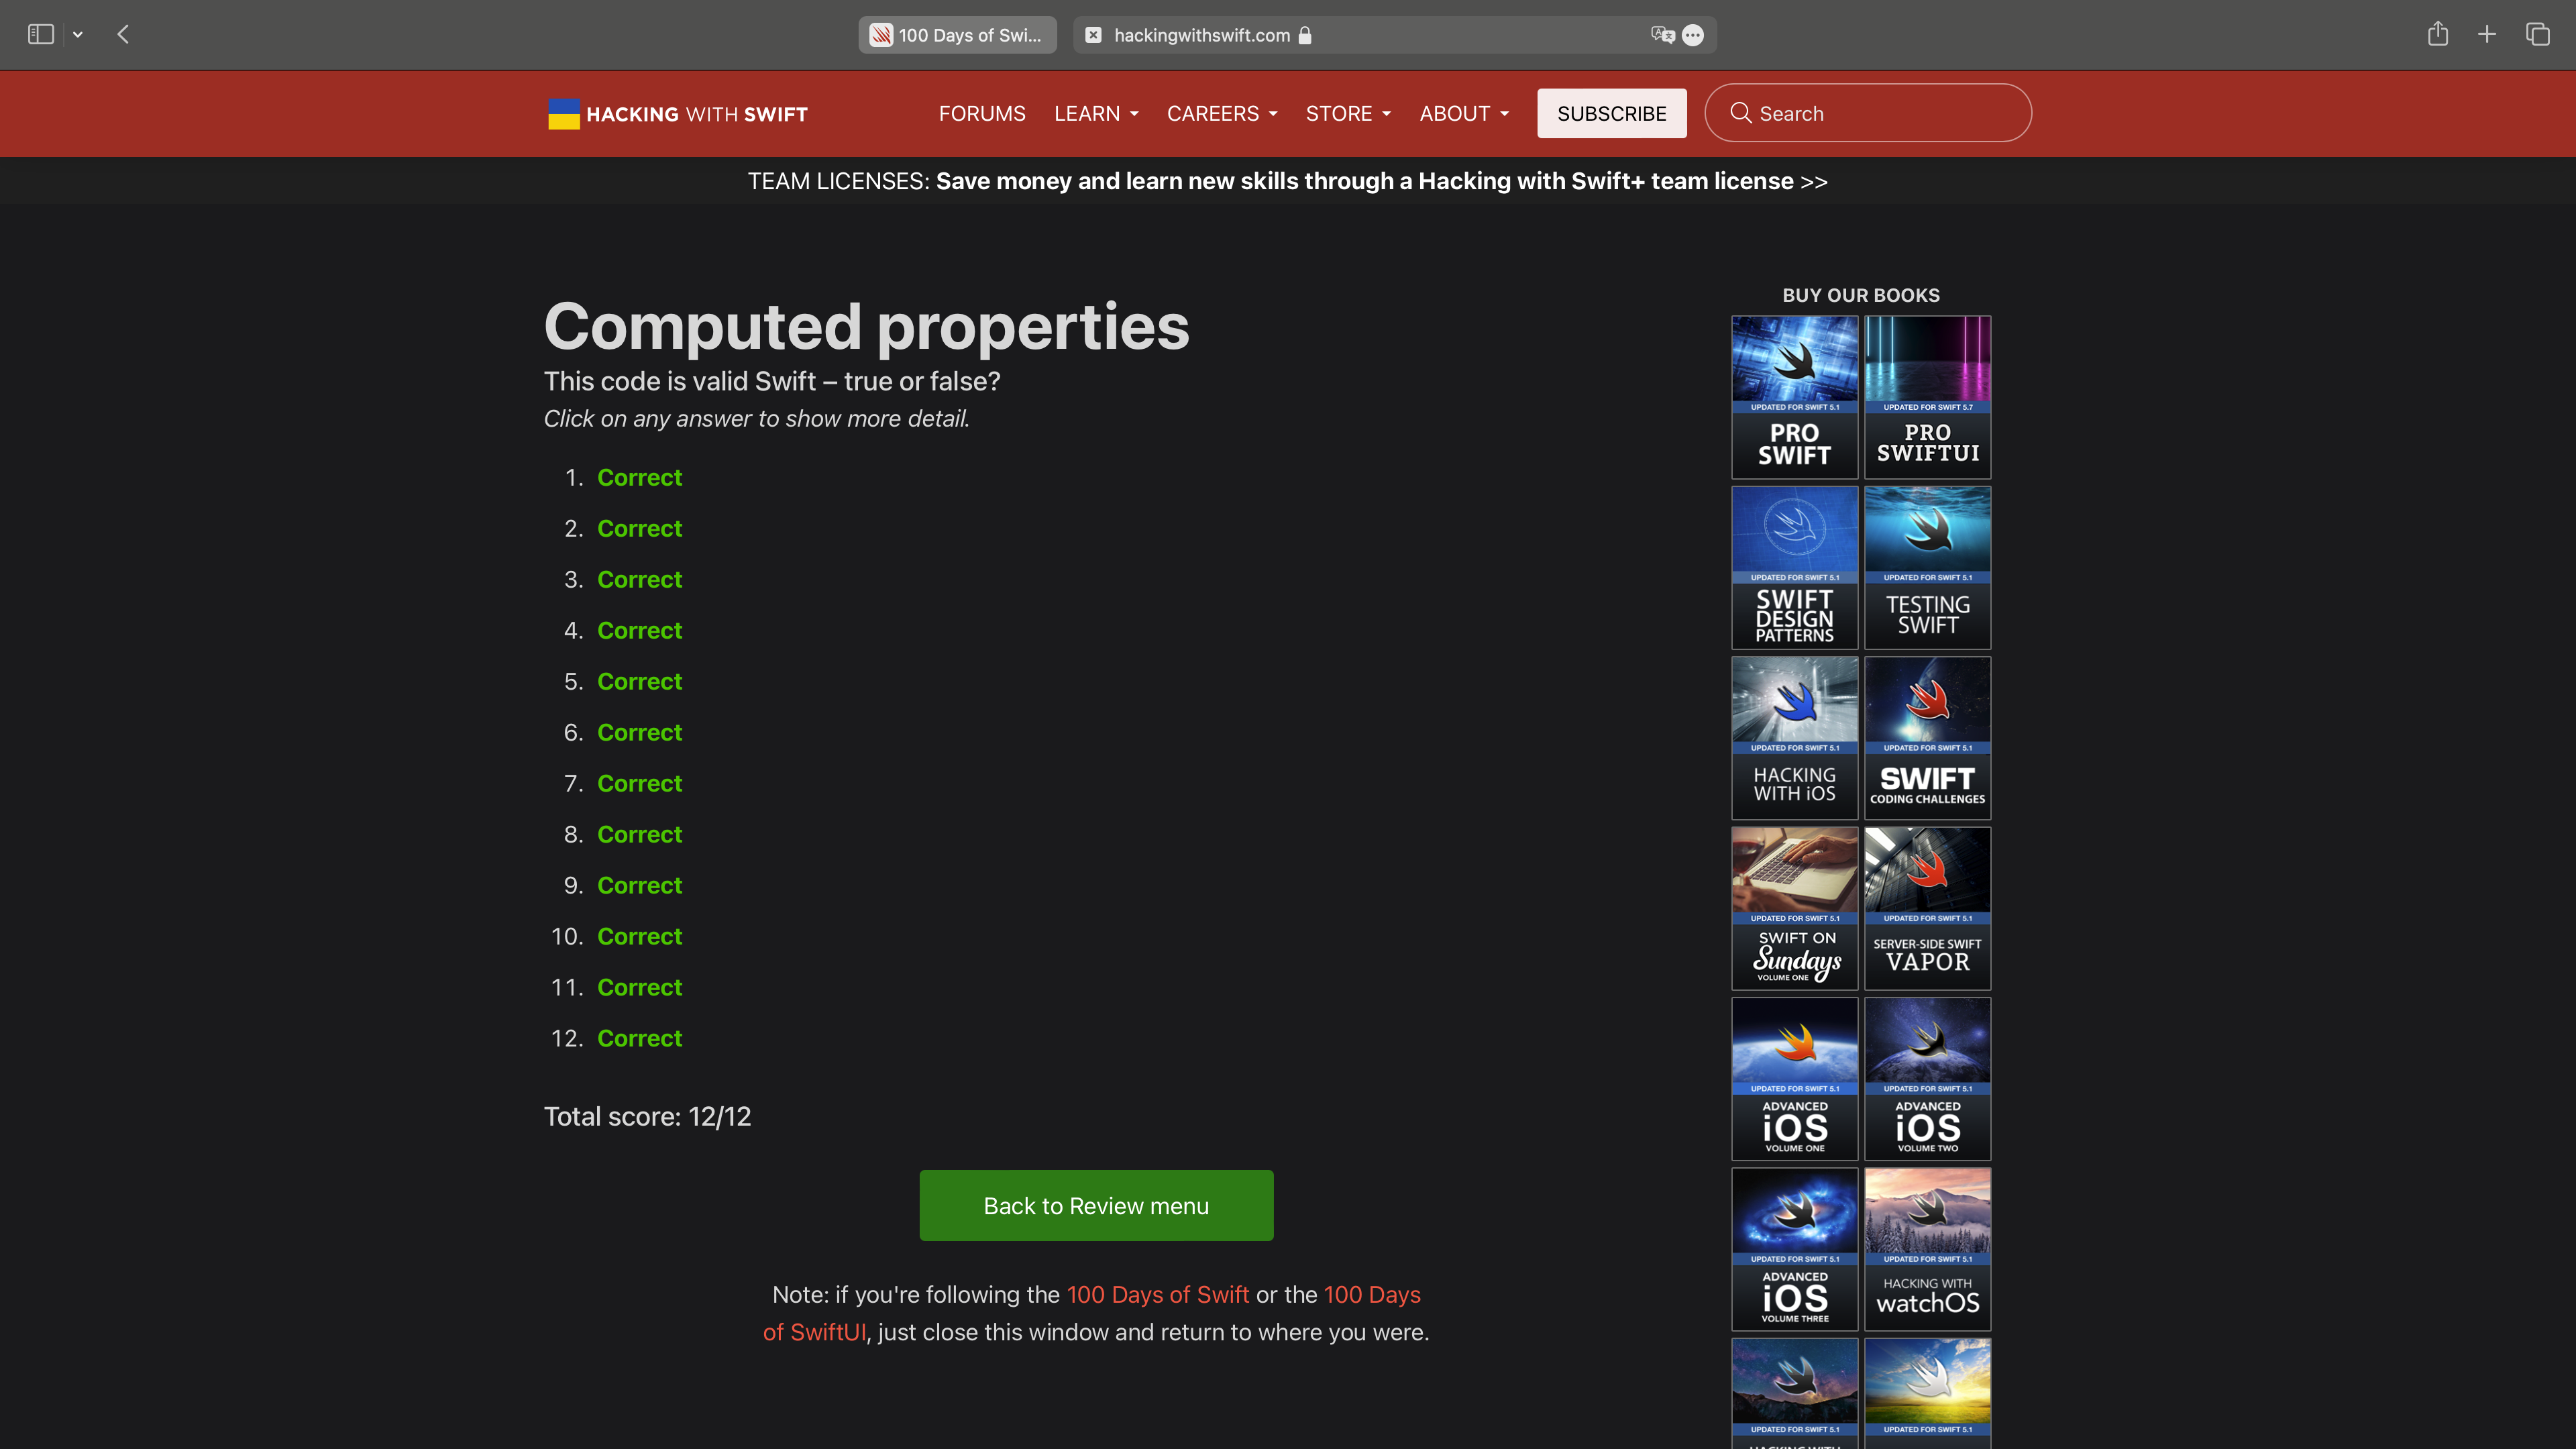 100 Days of Swi...
hackingwithswift.com
HACKING WITH SWIFT
FORUMS
LEARN
CAREERS
STORE
ABOUT
SUBSCRIBE
Search
TEAM LICENSES: Save money and learn new skills through a Hacking with Swift+ team license >>
Computed properties
This code is valid Swift – true or false?
Click on any answer to show more detail.
1. Correct
2. Correct
3. Correct
4. Correct
5. Correct
6. Correct
7. Correct
8. Correct
9. Correct
10. Correct
11. Correct
12. Correct
Total score: 12/12
Back to Review menu
Note: if you're following the 100 Days of Swift or the 100 Days
of SwiftUI, just close this window and return to where you were.
BUY OUR BOOKS
UPDATED FOR SWIFT 5.1
PRO
SWIFT
UPDATED FOR SWIFT 5.7
PRO
SWIFTUI
UPDATED FOR SWIFT 5.1
SWIFT
DESIGN
PATTERNS
UPDATED FOR SWIFT 5.1
TESTING
SWIFT
UPDATED FOR SWIFT 5.1
HACKING
WITH iOS
UPDATED FOR SWIFT 5.1
SWIFT
CODING CHALLENGES
UPDATED FOR SWIFT 5.1
SWIFT ON
Sundays
VOLUME ONE
UPDATED FOR SWIFT 5.1
SERVER-SIDE SWIFT
VAPOR
UPDATED FOR SWIFT 5.1
ADVANCED
iOS
VOLUME ONE
UPDATED FOR SWIFT 5.1
ADVANCED
iOS
VOLUME TWO
UPDATED FOR SWIFT 5.1
ADVANCED
iOS
VOLUME THREE
UPDATED FOR SWIFT 5.1
HACKING WITH
watchOS
UPDATED FOR SWIFT 5.1
HACKING WITH
UPDATED FOR SWIFT 5.1